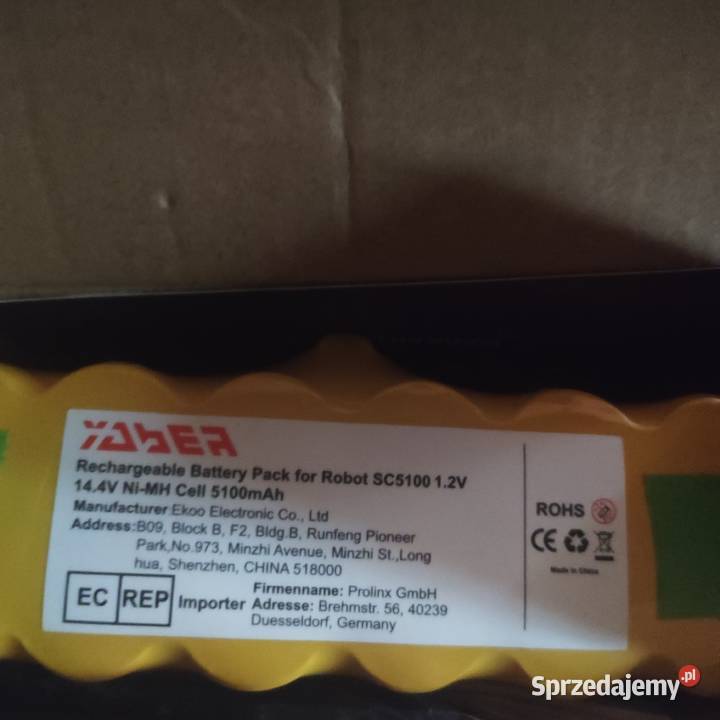 YABER
Rechargeable Battery Pack for Robot SC5100 1.2V
14.4V Ni-MH Cell 5100mAh
Manufacturer:Ekoo Electronic Co., Ltd
Address:B09, Block B, F2, Bldg.B, Runfeng Pioneer
Park,No.973, Minzhi Avenue, Minzhi St.,Long
hua, Shenzhen, CHINA 518000
EC REP Importer
Firmenname: Prolinx GmbH
Adresse: Brehmstr. 56, 40239
Duesseldorf, Germany
ROHS
CE
Made in China
Sprzedajemy.pl